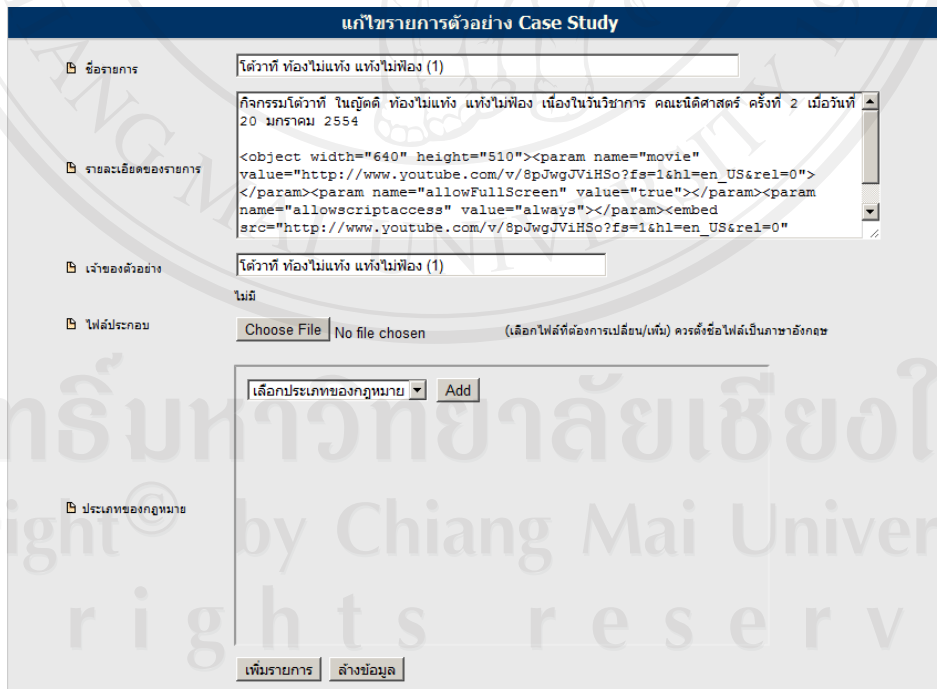 แก้ไขรายการตัวอย่าง Case Study
ชื่อรายการ
โต้วาที ท้องไม่แท้ง แท้งไม่ฟ้อง (1)
รายละเอียดของรายการ
กิจกรรมโต้วาที ในญัตติ ท้องไม่แท้ง แท้งไม่ฟ้อง เนื่องในวันวิชาการ คณะนิติศาสตร์ ครั้งที่ 2 เมื่อวันที่
20 มกราคม 2554
<object width="640" height="510"><param name="movie"
value="http://www.youtube.com/v/8pJwgJViHSo?fs=1&hl=en_US&rel=0">
</param><param name="allowFullScreen" value="true"></param><param
name="allowscriptaccess" value="always"></param><embed
src="http://www.youtube.com/v/8pJwgJViHSo?fs=1&hl=en_US&rel=0"
เจ้าของตัวอย่าง
โต้วาที ท้องไม่แท้ง แท้งไม่ฟ้อง (1)
ไม่มี
ไฟล์ประกอบ
Choose File No file chosen (เลือกไฟล์ที่ต้องการเปลี่ยน/เพิ่ม) ควรตั้งชื่อไฟล์เป็นภาษาอังกฤษ
เลือกประเภทของกฎหมาย Add
ประเภทของกฎหมาย
เพิ่มรายการ ล้างข้อมูล
ANG MAI UNIVERSITY
ทธิ์มหาวิทยาลัยเชียงใ
ight © by Chiang Mai Univer
rights reserv